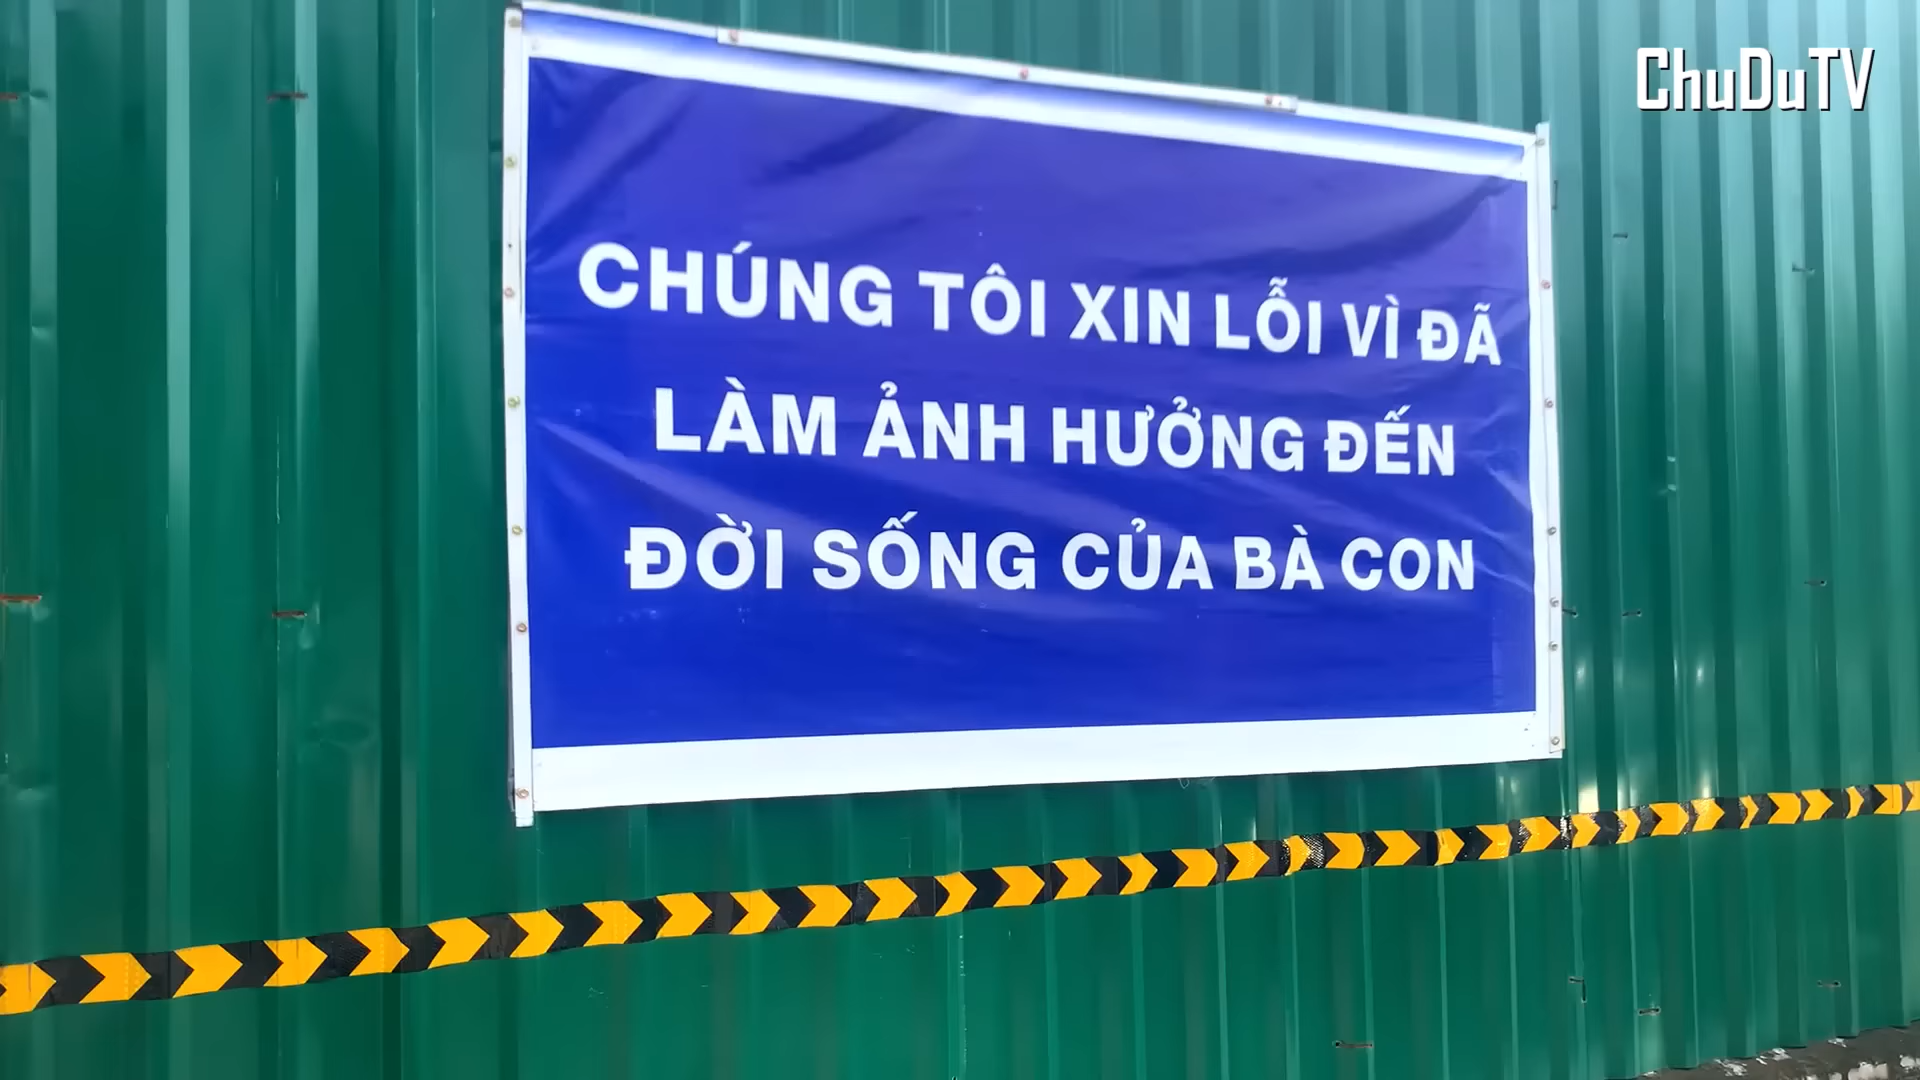 ChuDuTV
CHÚNG TÔI XIN LỖI VÌ ĐÃ
LÀM ẢNH HƯỞNG ĐẾN
ĐỜI SỐNG CỦA BÀ CON